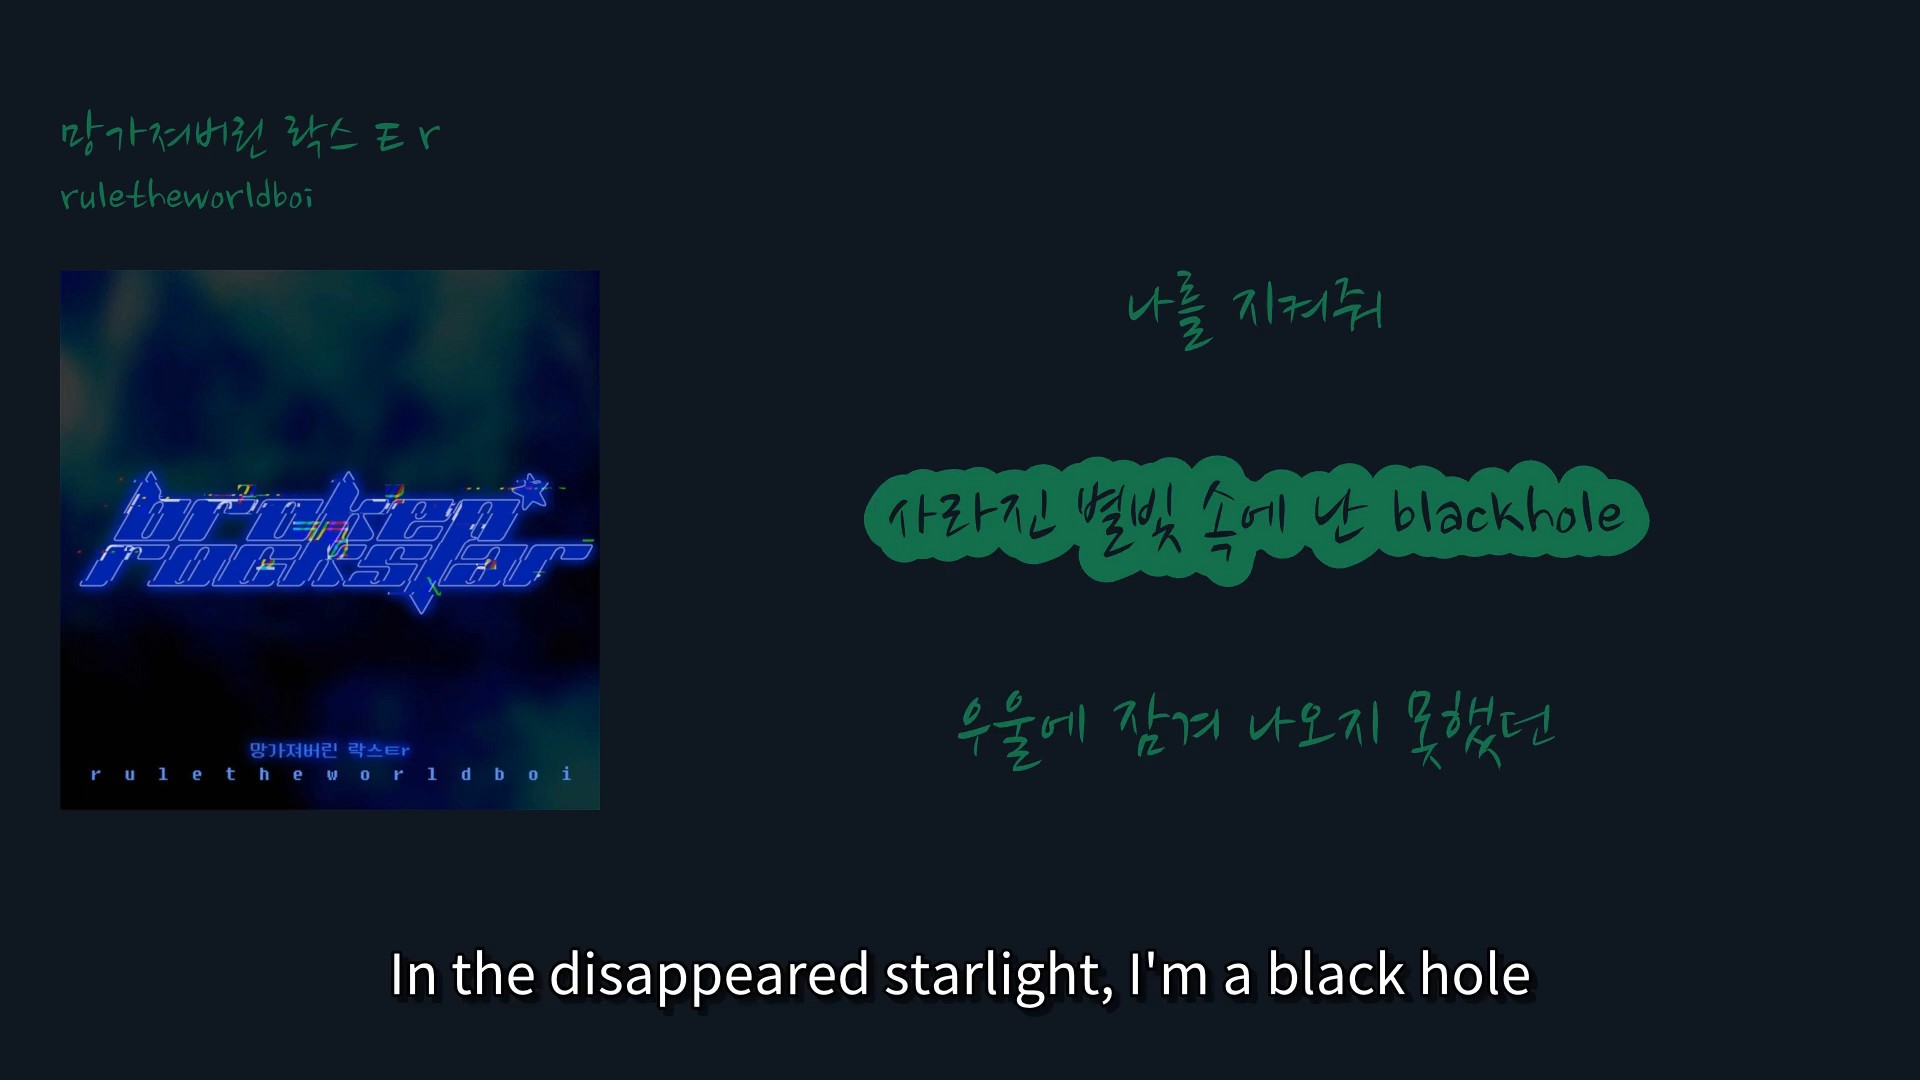 망가져버린 락스 ㅌ r
ruletheworldboi
broken
rockstar
망가져버린 락스ㅌr
ruletheworldboi
나를 지켜줘
사라진 별빛 속에 난 blackhole
우울에 잠겨 나오지 못했던
In the disappeared starlight, I'm a black hole